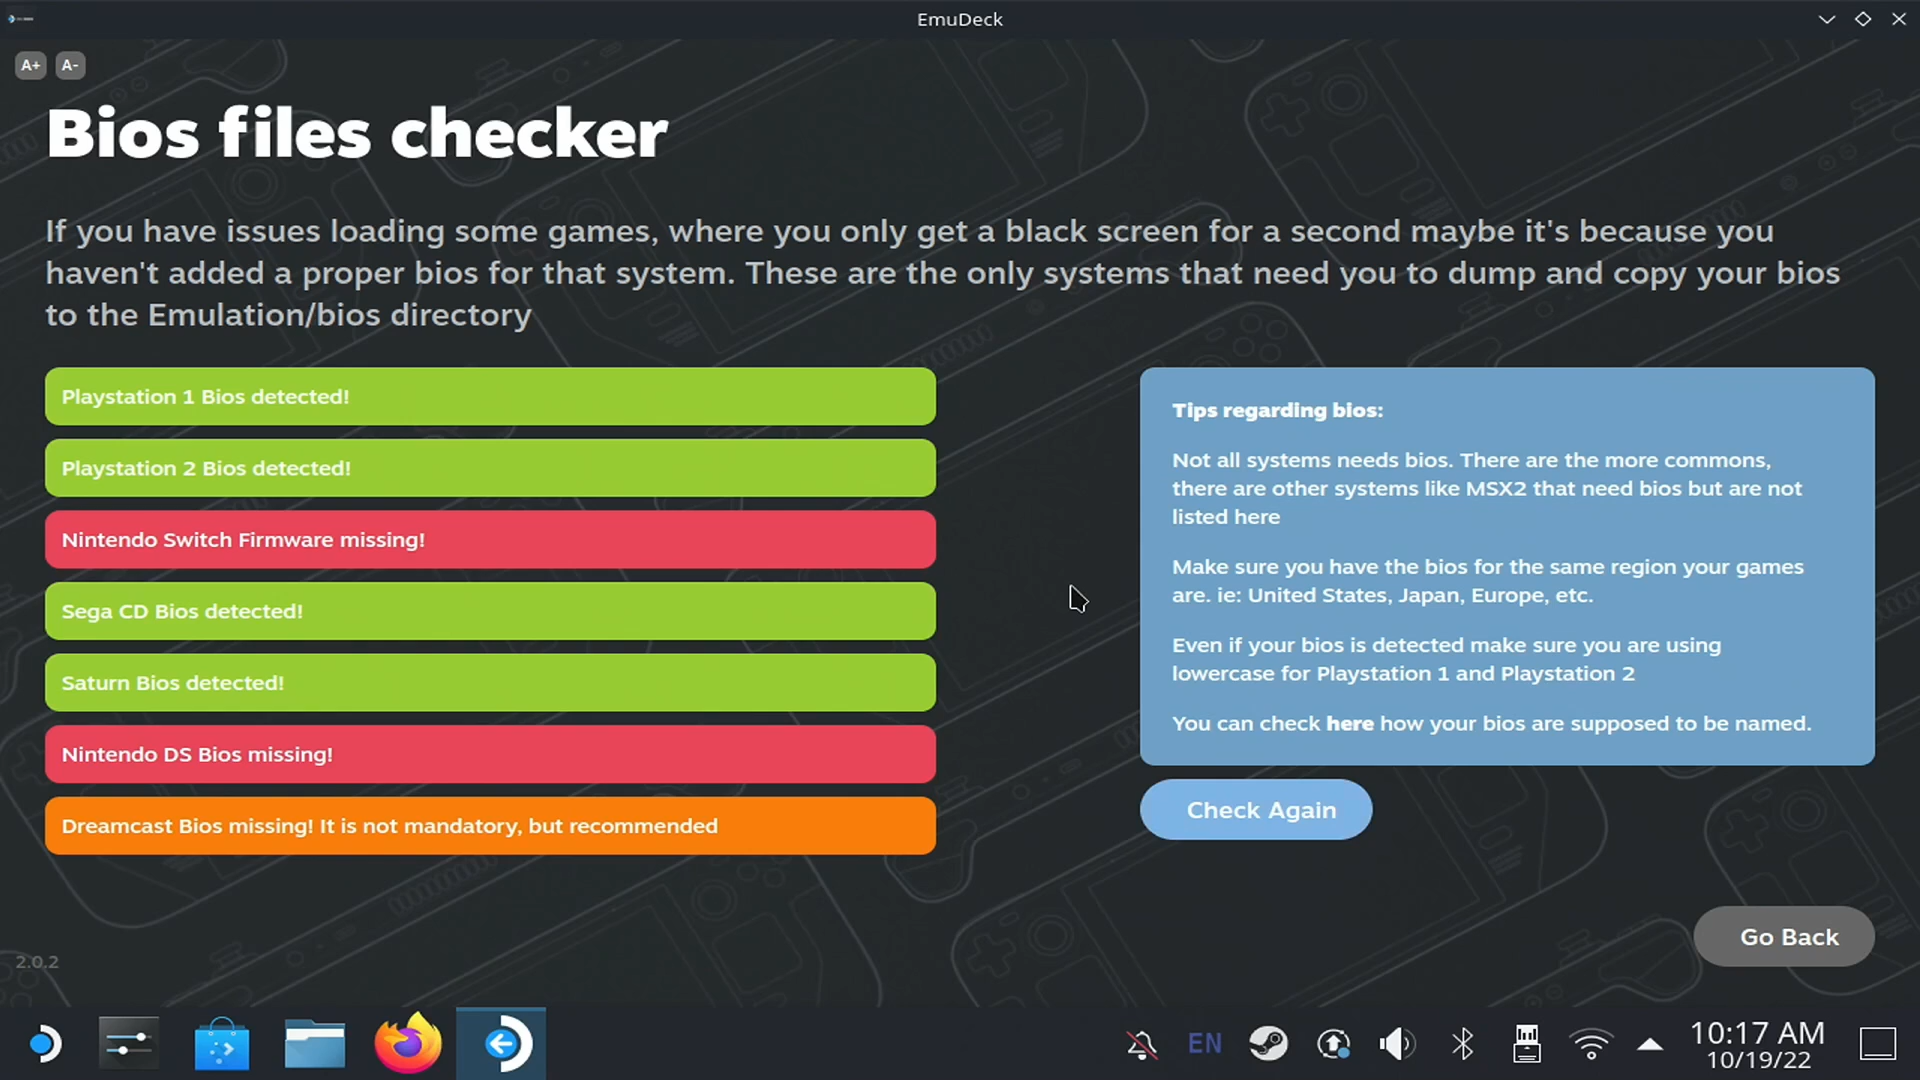 EmuDeck
A+ A-
Bios files checker
If you have issues loading some games, where you only get a black screen for a second maybe it's because you
haven't added a proper bios for that system. These are the only systems that need you to dump and copy your bios
to the Emulation/bios directory
Playstation 1 Bios detected!
Playstation 2 Bios detected!
Nintendo Switch Firmware missing!
Sega CD Bios detected!
Saturn Bios detected!
Nintendo DS Bios missing!
Dreamcast Bios missing! It is not mandatory, but recommended
Tips regarding bios:
Not all systems needs bios. There are the more commons,
there are other systems like MSX2 that need bios but are not
listed here
Make sure you have the bios for the same region your games
are. ie: United States, Japan, Europe, etc.
Even if your bios is detected make sure you are using
lowercase for Playstation 1 and Playstation 2
You can check here how your bios are supposed to be named.
Check Again
Go Back
2.0.2
EN
10:17 AM
10/19/22